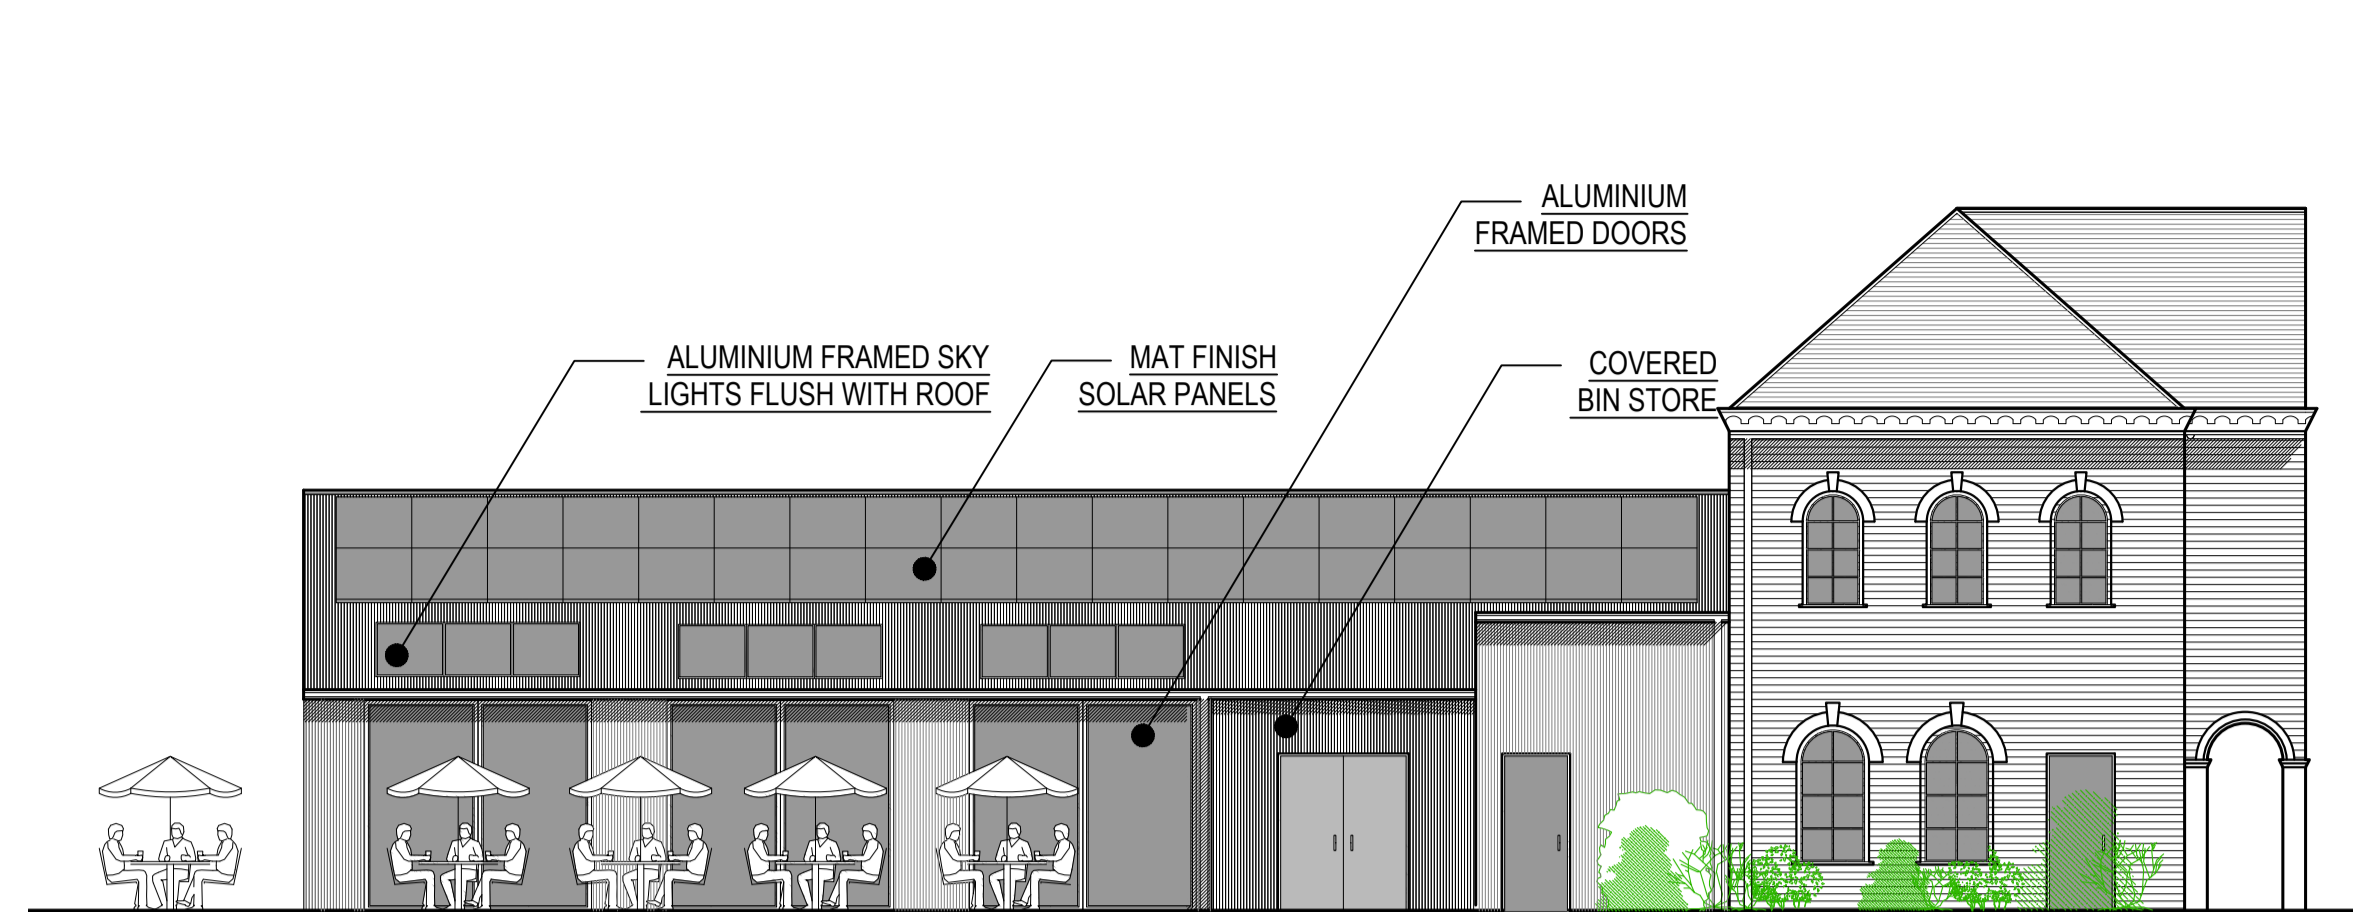 ALUMINIUM
FRAMED DOORS
ALUMINIUM FRAMED SKY
LIGHTS FLUSH WITH ROOF
MAT FINISH
SOLAR PANELS
COVERED
BIN STORE